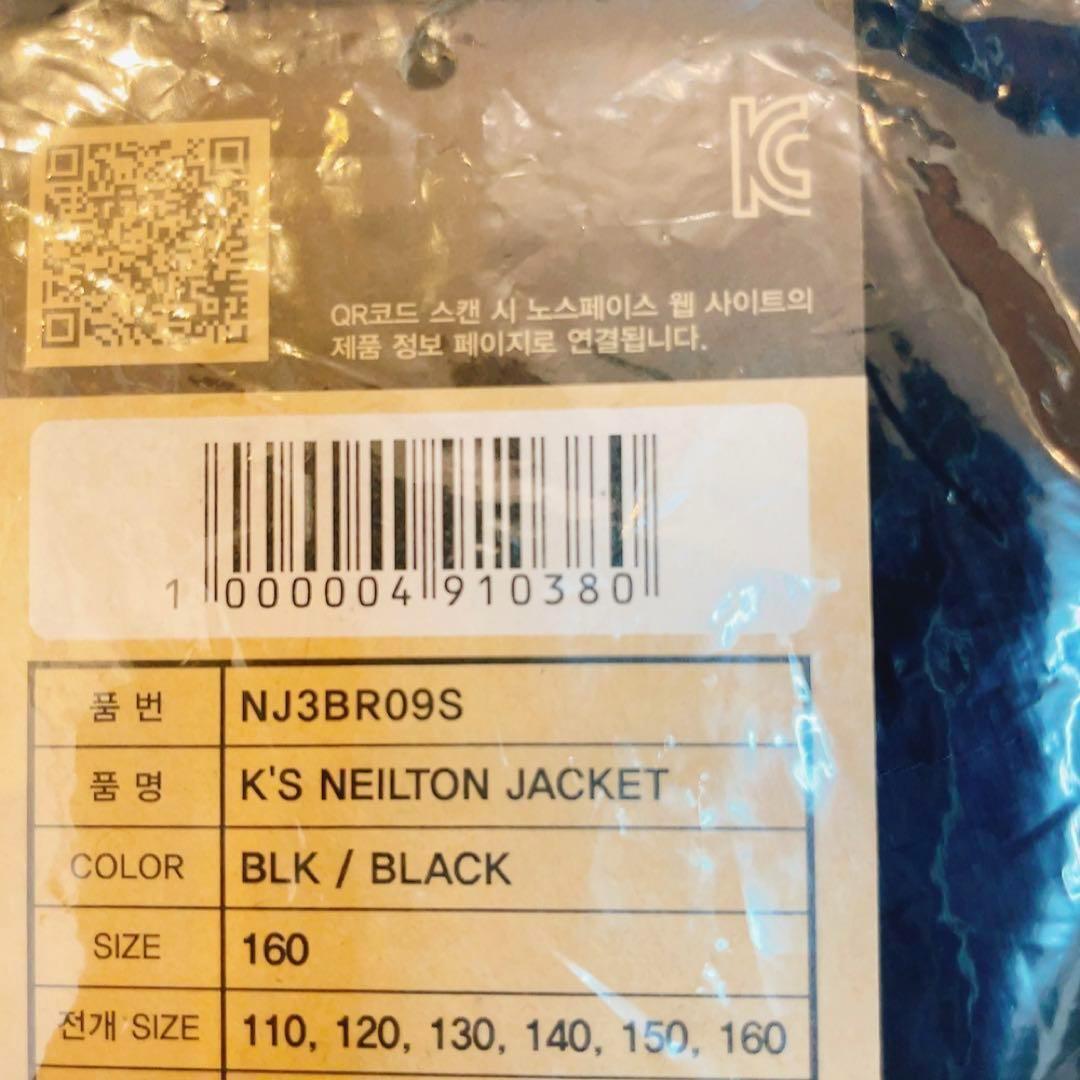 KC
QR코드 스캔 시 노스페이스 웹 사이트의
제품 정보 페이지로 연결됩니다.
1 000004 910380
품 번 NJ3BR09S
품 명 K'S NEILTON JACKET
COLOR BLK / BLACK
SIZE 160
전개 SIZE 110, 120, 130, 140, 150, 160